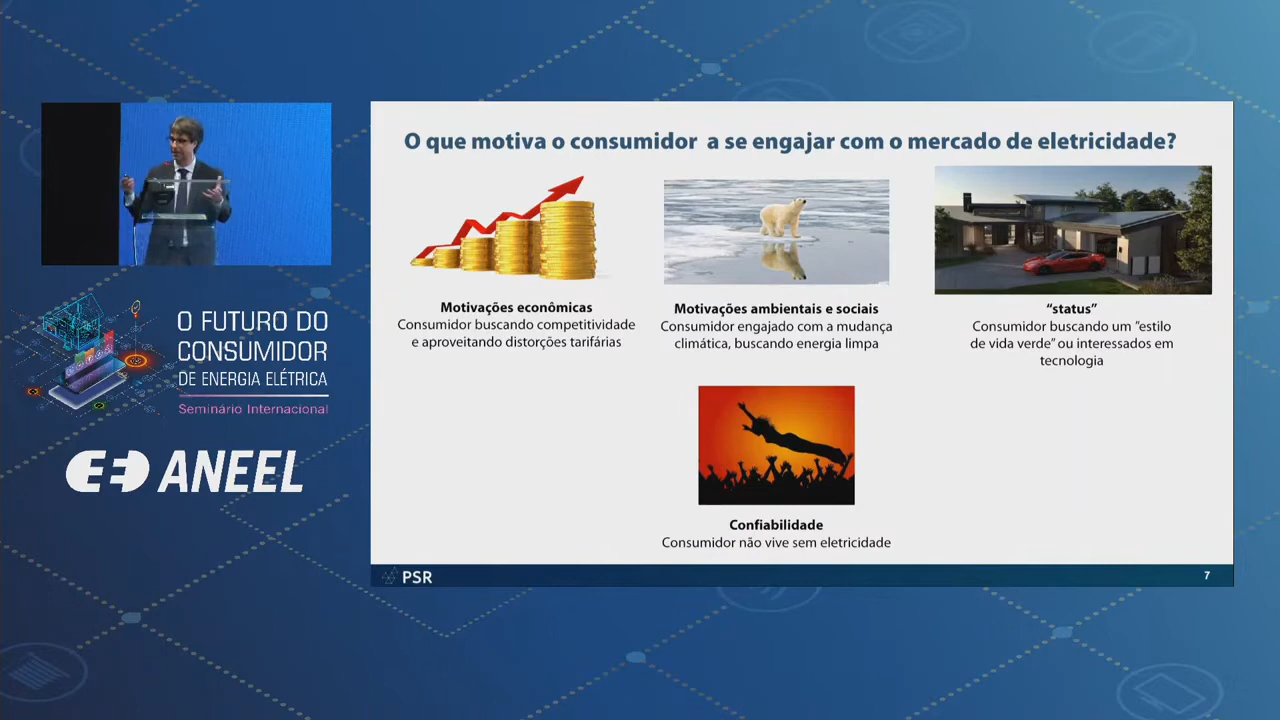 O que motiva o consumidor a se engajar com o mercado de eletricidade?
Motivações econômicas
Consumidor buscando competitividade
e aproveitando distorções tarifárias
Motivações ambientais e sociais
Consumidor engajado com a mudança
climática, buscando energia limpa
“status”
Consumidor buscando um “estilo
de vida verde” ou interessados em
tecnologia
Confiabilidade
Consumidor não vive sem eletricidade
PSR
7
O FUTURO DO
CONSUMIDOR
DE ENERGIA ELÉTRICA
Seminário Internacional
ANEEL